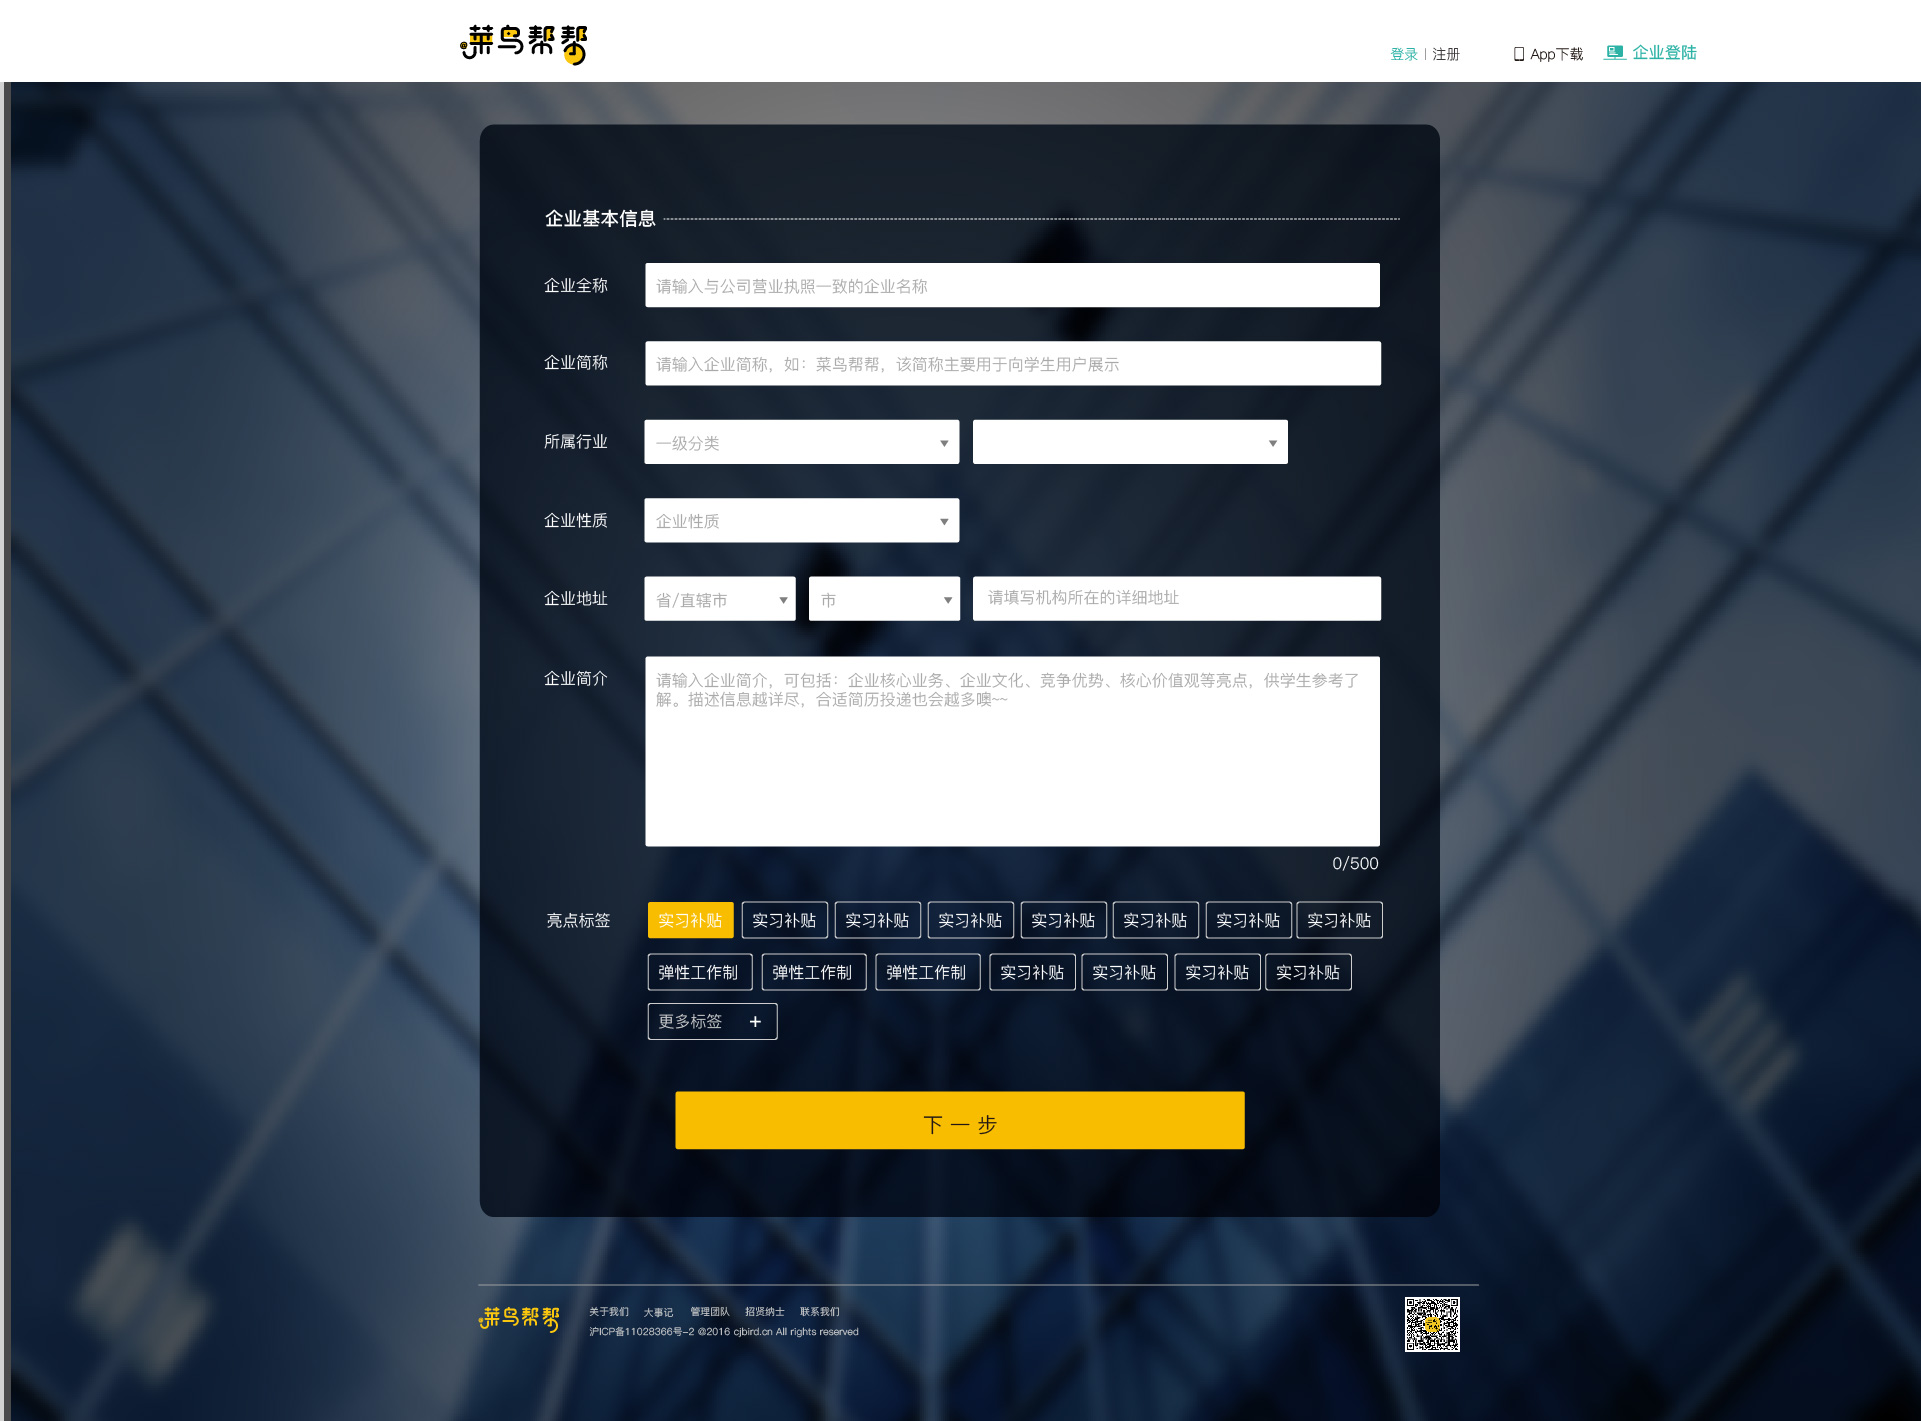 菜鸟帮帮
登录 | 注册 App下载 企业登陆
企业基本信息
企业全称 请输入与公司营业执照一致的企业名称
企业简称 请输入企业简称，如：菜鸟帮帮，该简称主要用于向学生用户展示
所属行业 一级分类
企业性质 企业性质
企业地址 省/直辖市 市 请填写机构所在的详细地址
企业简介 请输入企业简介，可包括：企业核心业务、企业文化、竞争优势、核心价值观等亮点，供学生参考了
解。描述信息越详尽，合适简历投递也会越多噢~~
0/500
亮点标签 实习补贴 实习补贴 实习补贴 实习补贴 实习补贴 实习补贴 实习补贴 实习补贴
弹性工作制 弹性工作制 弹性工作制 实习补贴 实习补贴 实习补贴 实习补贴
更多标签 +
下一步
菜鸟帮帮 关于我们 大事记 管理团队 招贤纳士 联系我们
沪ICP备11028366号-2 @2016 cjbird.cn All rights reserved